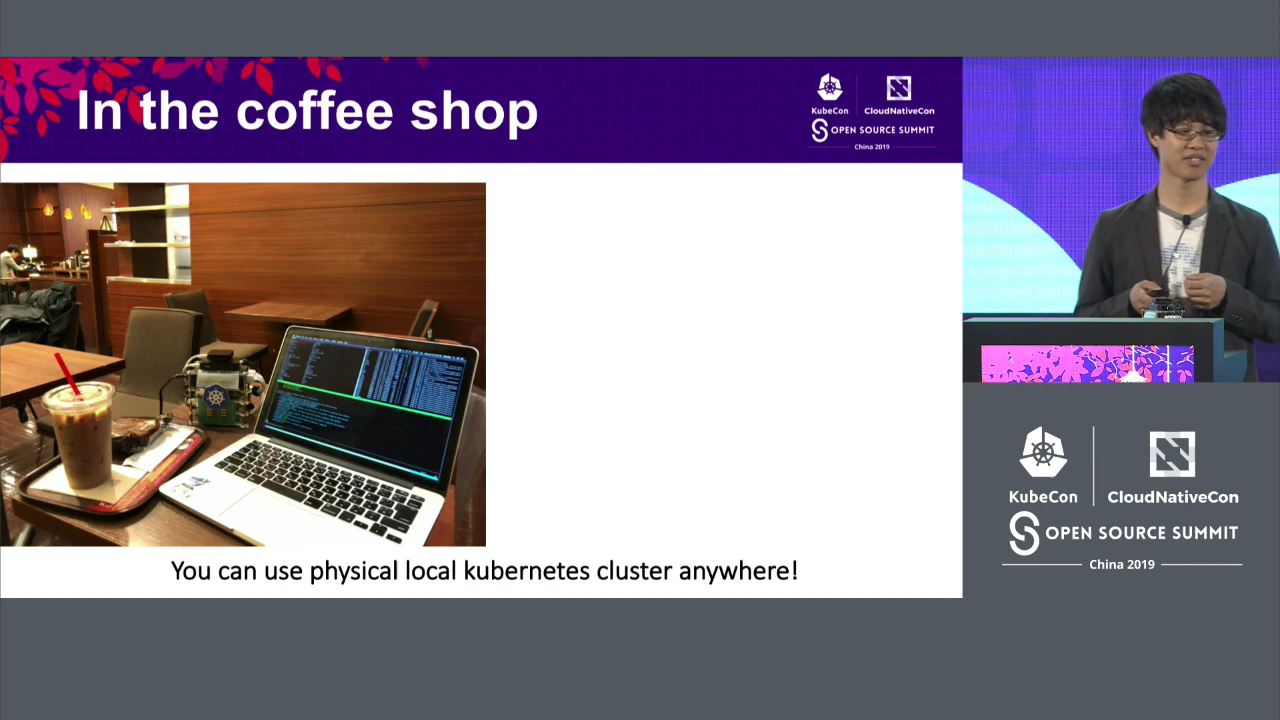 In the coffee shop
KubeCon
CloudNativeCon
OPEN SOURCE SUMMIT
China 2019
You can use physical local kubernetes cluster anywhere!
KubeCon
CloudNativeCon
OPEN SOURCE SUMMIT
China 2019